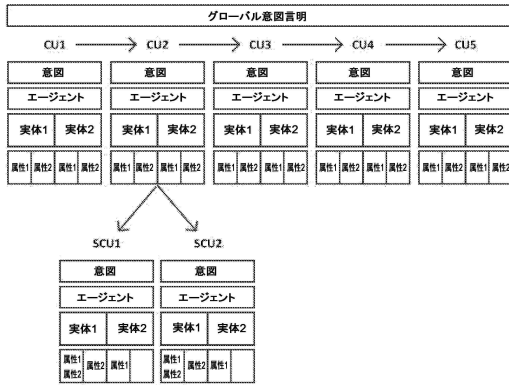 グローバル意図言明
CU1 CU2 CU3 CU4 CU5
意図 意図 意図 意図 意図
エージェント エージェント エージェント エージェント エージェント
実体1 実体2 実体1 実体2 実体1 実体2 実体1 実体2 実体1 実体2
属性1 属性2 属性1 属性2 属性1 属性2 属性1 属性2 属性1 属性2 属性1 属性2 属性1 属性2 属性1 属性2 属性1 属性2 属性1 属性2
SCU1 SCU2
意図 意図
エージェント エージェント
実体1 実体2 実体1 実体2
属性1 属性2 属性1 属性1 属性2 属性1
属性2 属性2